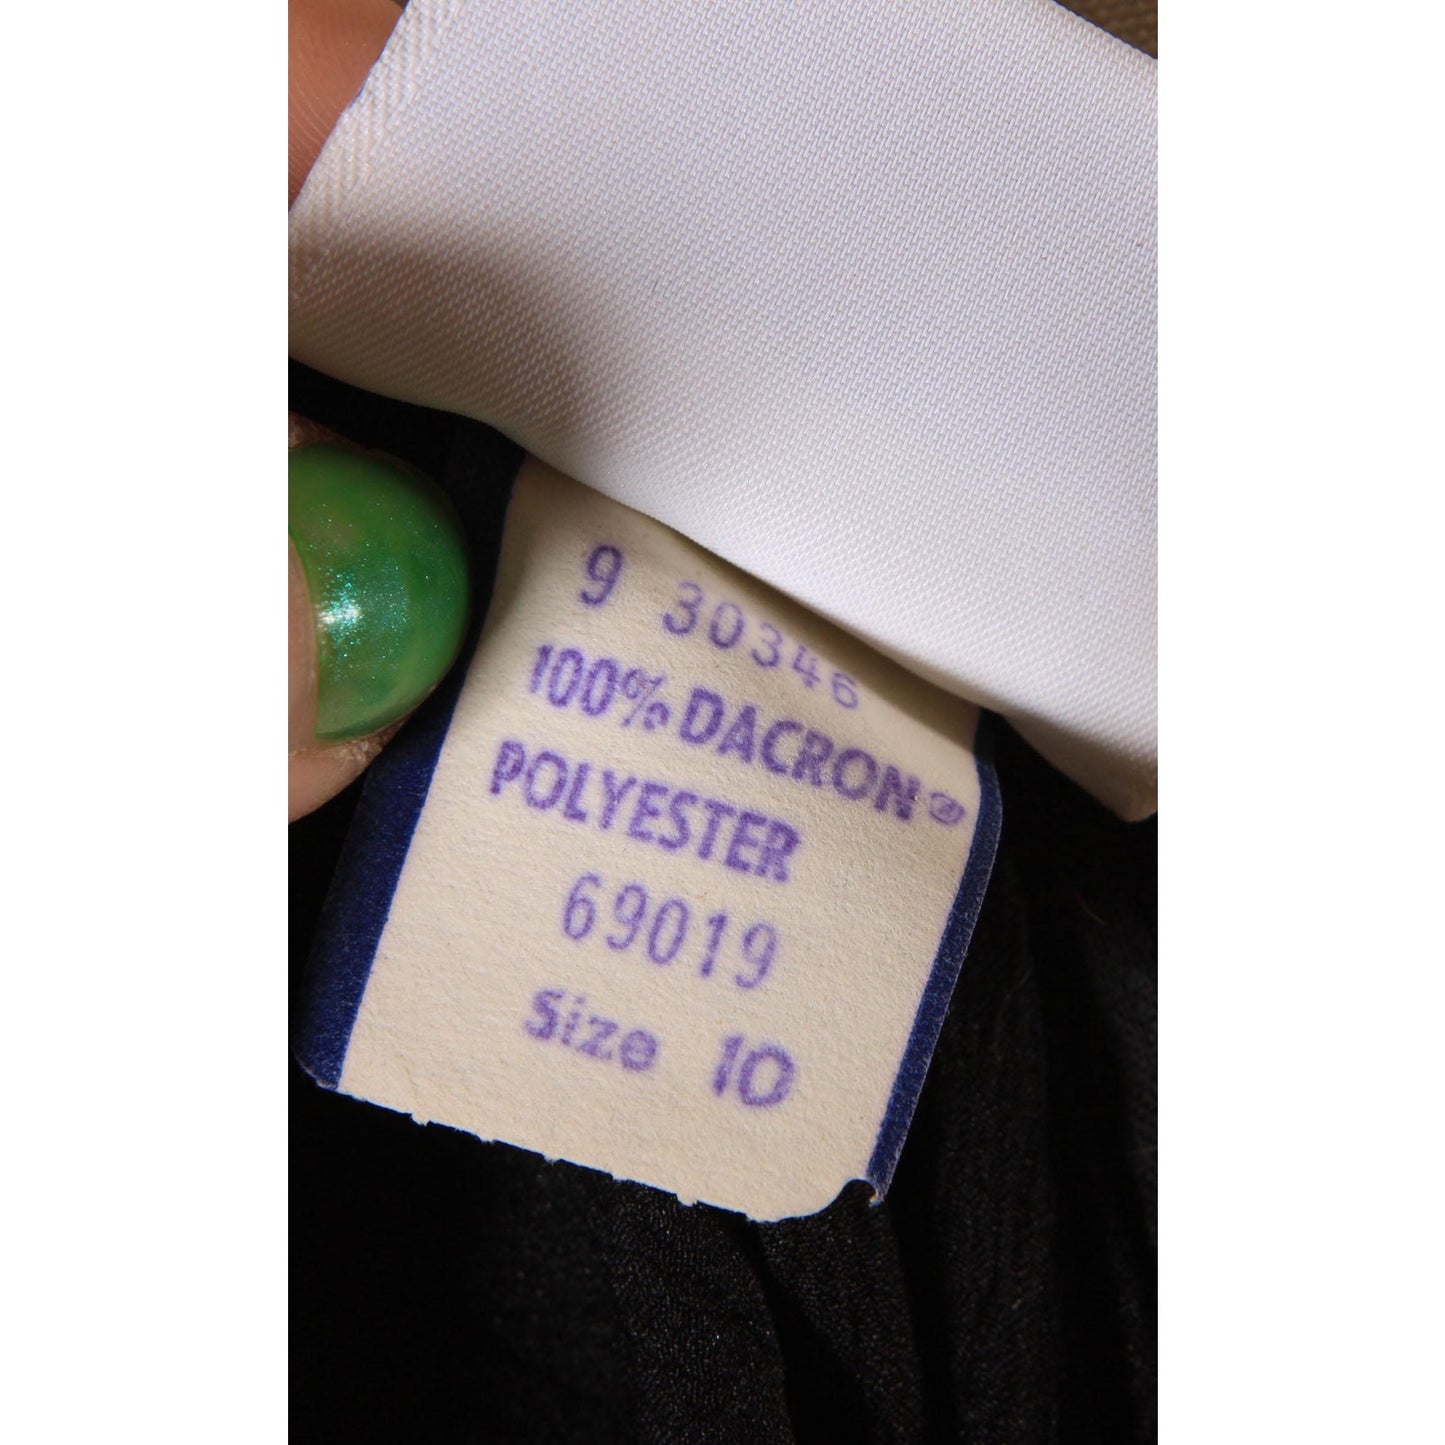 9 30346
100% DACRON®
POLYESTER
69019
Size 10